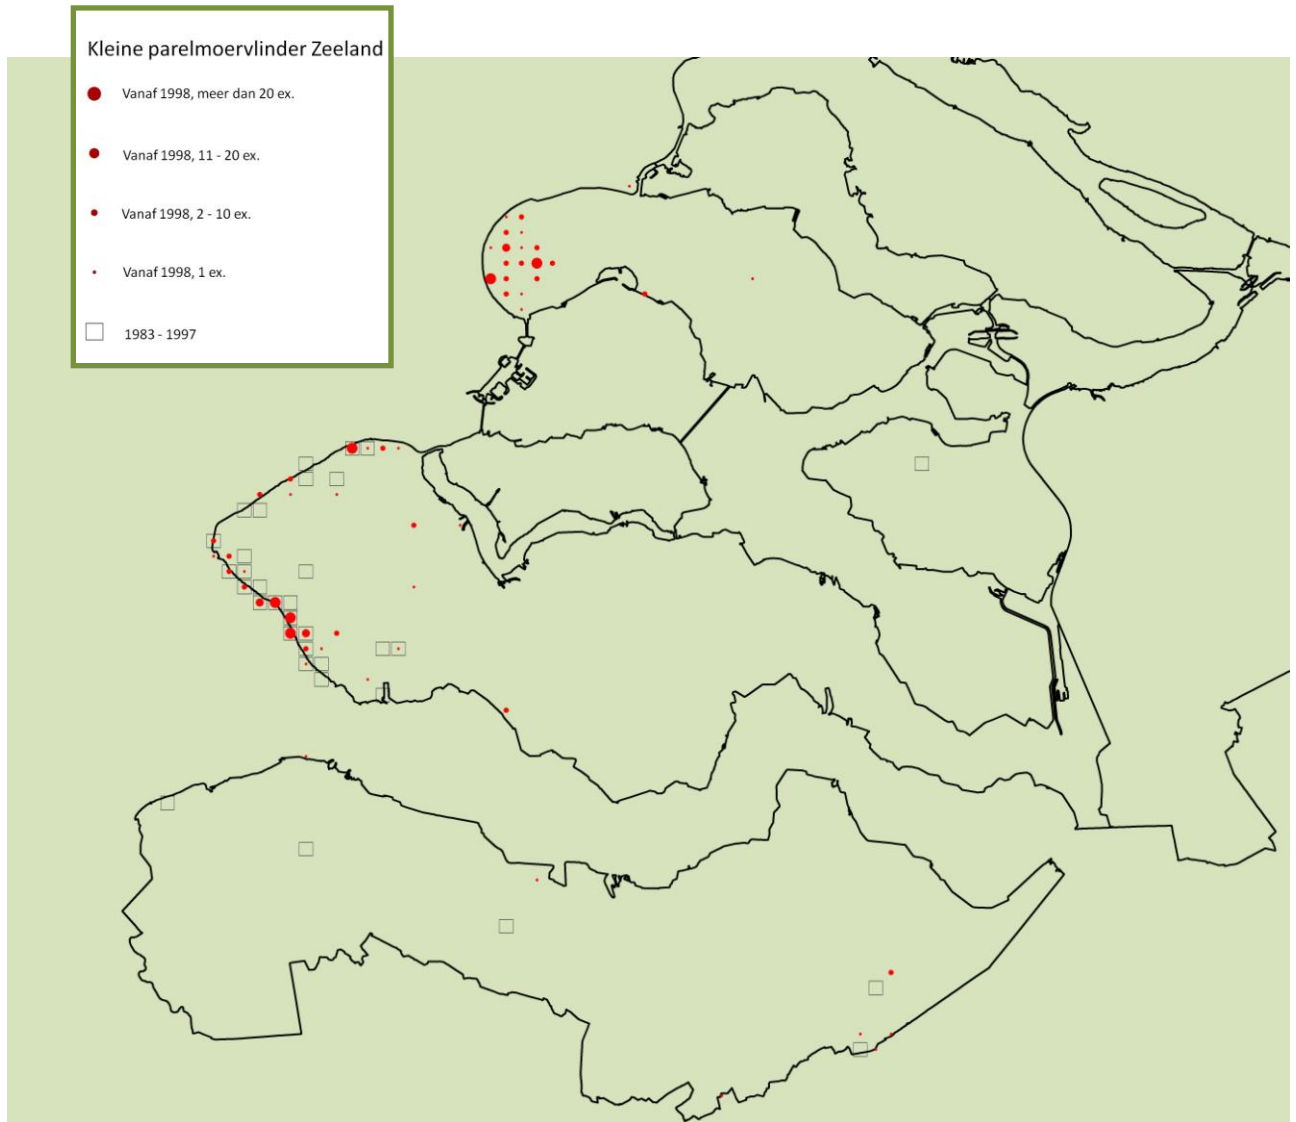 Kleine parelmoervlinder Zeeland
Vanaf 1998, meer dan 20 ex.
Vanaf 1998, 11 - 20 ex.
Vanaf 1998, 2 - 10 ex.
Vanaf 1998, 1 ex.
1983 - 1997